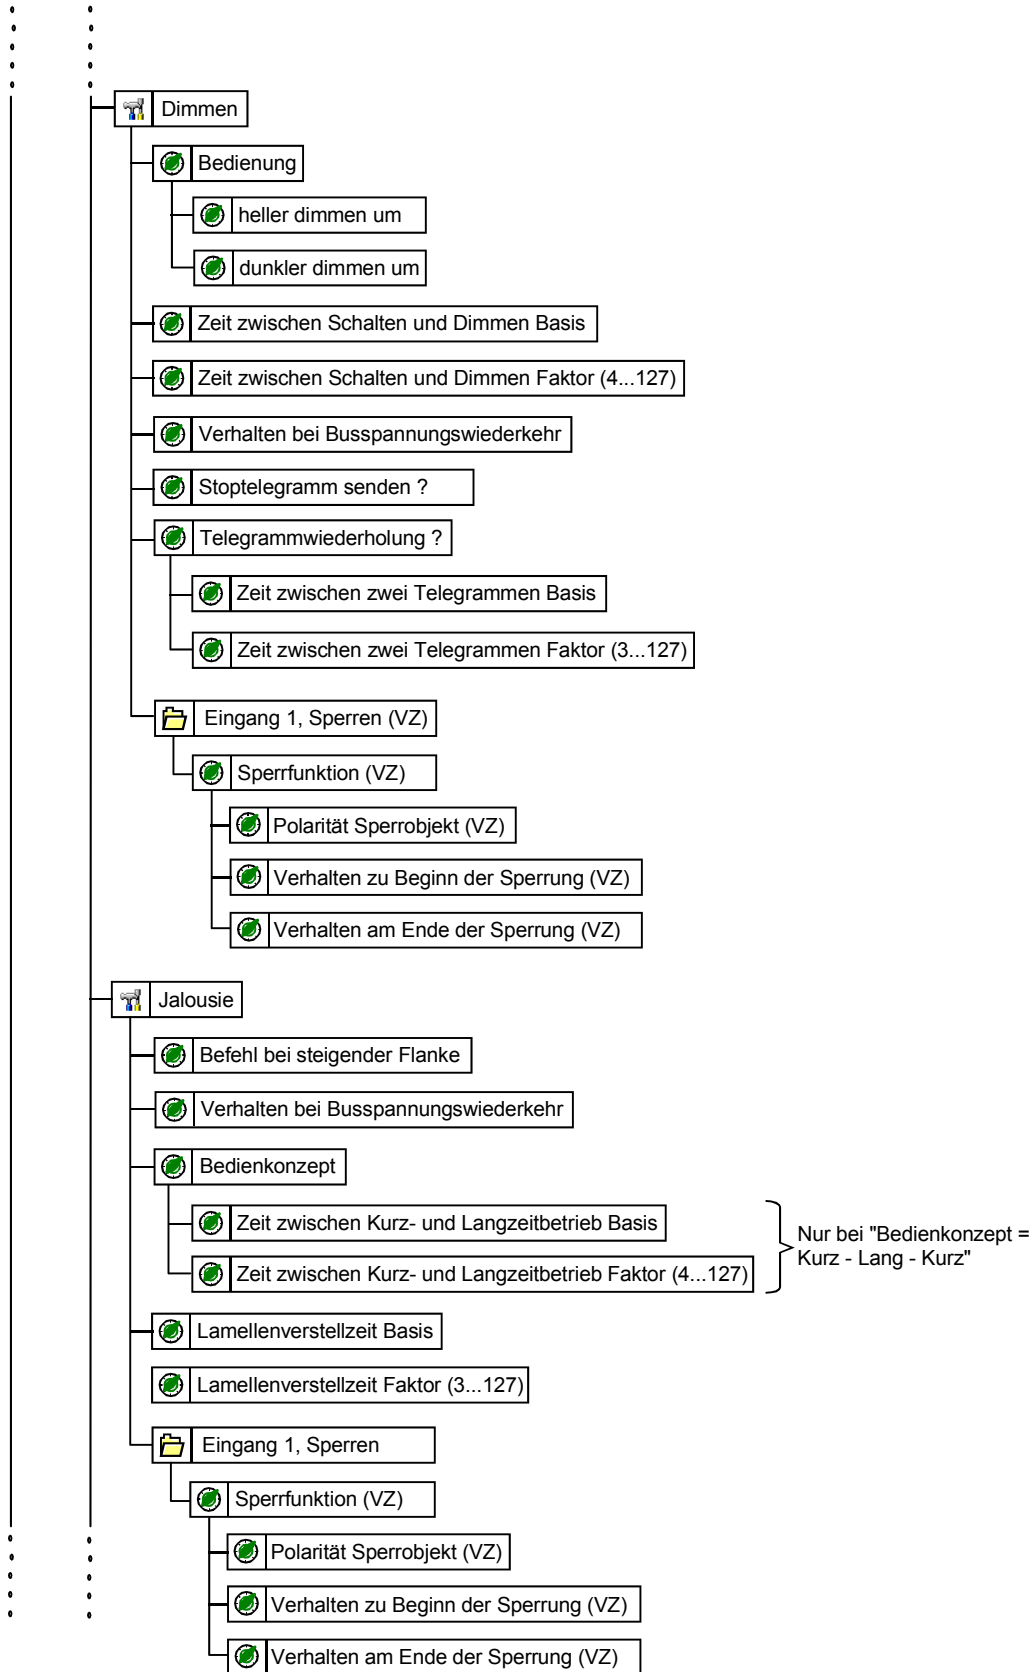 Dimmen
Bedienung
heller dimmen um
dunkler dimmen um
Zeit zwischen Schalten und Dimmen Basis
Zeit zwischen Schalten und Dimmen Faktor (4...127)
Verhalten bei Busspannungswiederkehr
Stoptelegramm senden ?
Telegrammwiederholung ?
Zeit zwischen zwei Telegrammen Basis
Zeit zwischen zwei Telegrammen Faktor (3...127)
Eingang 1, Sperren (VZ)
Sperrfunktion (VZ)
Polarität Sperrobjekt (VZ)
Verhalten zu Beginn der Sperrung (VZ)
Verhalten am Ende der Sperrung (VZ)
Jalousie
Befehl bei steigender Flanke
Verhalten bei Busspannungswiederkehr
Bedienkonzept
Zeit zwischen Kurz- und Langzeitbetrieb Basis
Zeit zwischen Kurz- und Langzeitbetrieb Faktor (4...127)
Nur bei "Bedienkonzept =
Kurz - Lang - Kurz"
Lamellenverstellzeit Basis
Lamellenverstellzeit Faktor (3...127)
Eingang 1, Sperren
Sperrfunktion (VZ)
Polarität Sperrobjekt (VZ)
Verhalten zu Beginn der Sperrung (VZ)
Verhalten am Ende der Sperrung (VZ)